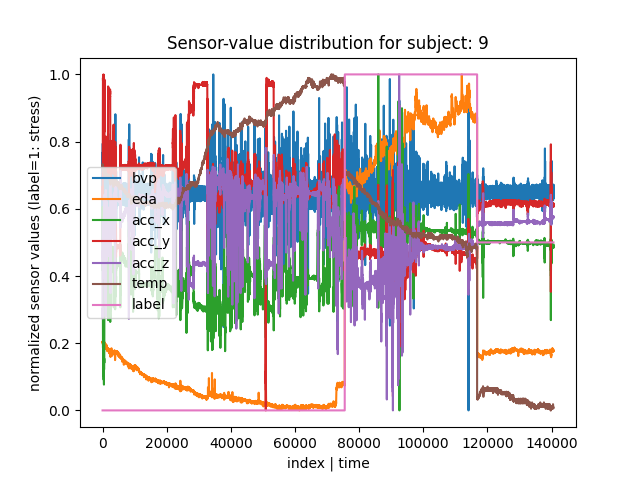 Sensor-value distribution for subject: 9
normalized sensor values (label=1: stress)
1.0
0.8
0.6
0.4
0.2
0.0
bvp
eda
acc_x
acc_y
acc_z
temp
label
0 20000 40000 60000 80000 100000 120000 140000
index | time